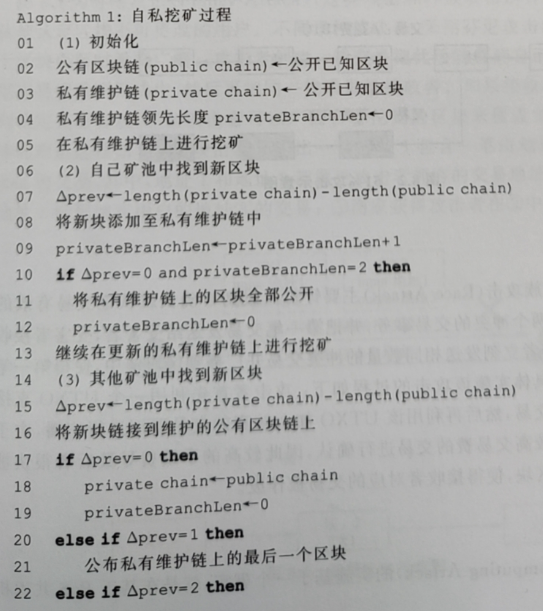 Algorithm 1: 自私挖矿过程
01 (1) 初始化
02 公有区块链(public chain)←公开已知区块
03 私有维护链(private chain)← 公开已知区块
04 私有维护链领先长度 privateBranchLen←0
05 在私有维护链上进行挖矿
06 (2) 自己矿池中找到新区块
07 Δprev←length(private chain)-length(public chain)
08 将新块添加至私有维护链中
09 privateBranchLen←privateBranchLen+1
10 if Δprev=0 and privateBranchLen=2 then
11 将私有维护链上的区块全部公开
12 privateBranchLen←0
13 继续在更新的私有维护链上进行挖矿
14 (3) 其他矿池中找到新区块
15 Δprev←length(private chain)-length(public chain)
16 将新块链接到维护的公有区块链上
17 if Δprev=0 then
18 private chain←public chain
19 privateBranchLen←0
20 else if Δprev=1 then
21 公布私有维护链上的最后一个区块
22 else if Δprev=2 then